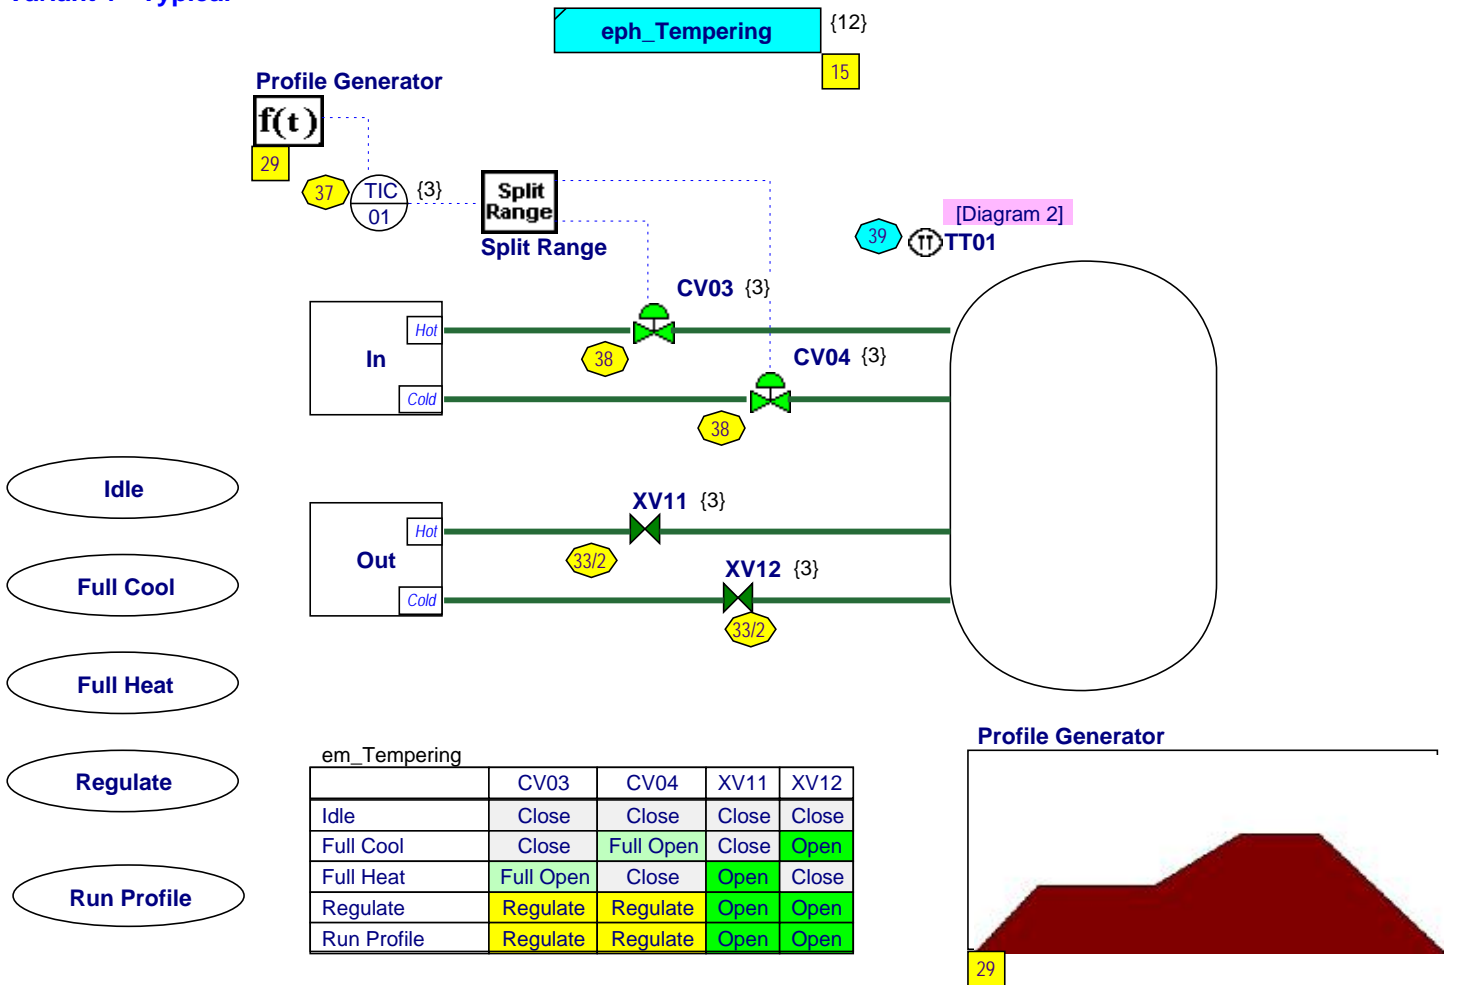 eph_Tempering {12}
15
Profile Generator
f(t)
29
37 TIC 01 {3}
Split Range
Split Range
[Diagram 2]
39 TT TT01
CV03 {3}
Hot
38
In
CV04 {3}
Cold
38
Idle
XV11 {3}
Hot
33/2
Out
XV12 {3}
Full Cool
Cold
33/2
Full Heat
Regulate
Run Profile
em_Tempering
CV03 CV04 XV11 XV12
Idle Close Close Close Close
Full Cool Close Full Open Close Open
Full Heat Full Open Close Open Close
Regulate Regulate Regulate Open Open
Run Profile Regulate Regulate Open Open
Profile Generator
29